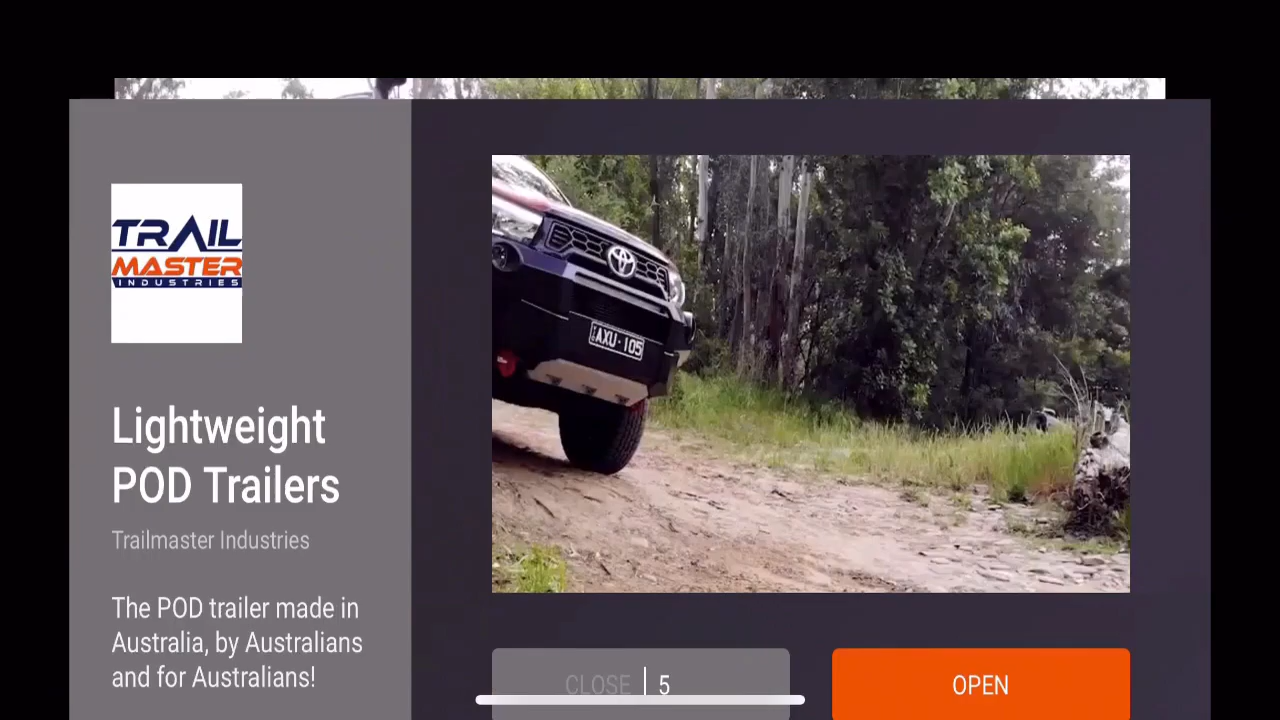 TRAIL
MASTER
INDUSTRIES
Lightweight
POD Trailers
Trailmaster Industries
The POD trailer made in
Australia, by Australians
and for Australians!
AXU·105
CLOSE | 5
OPEN